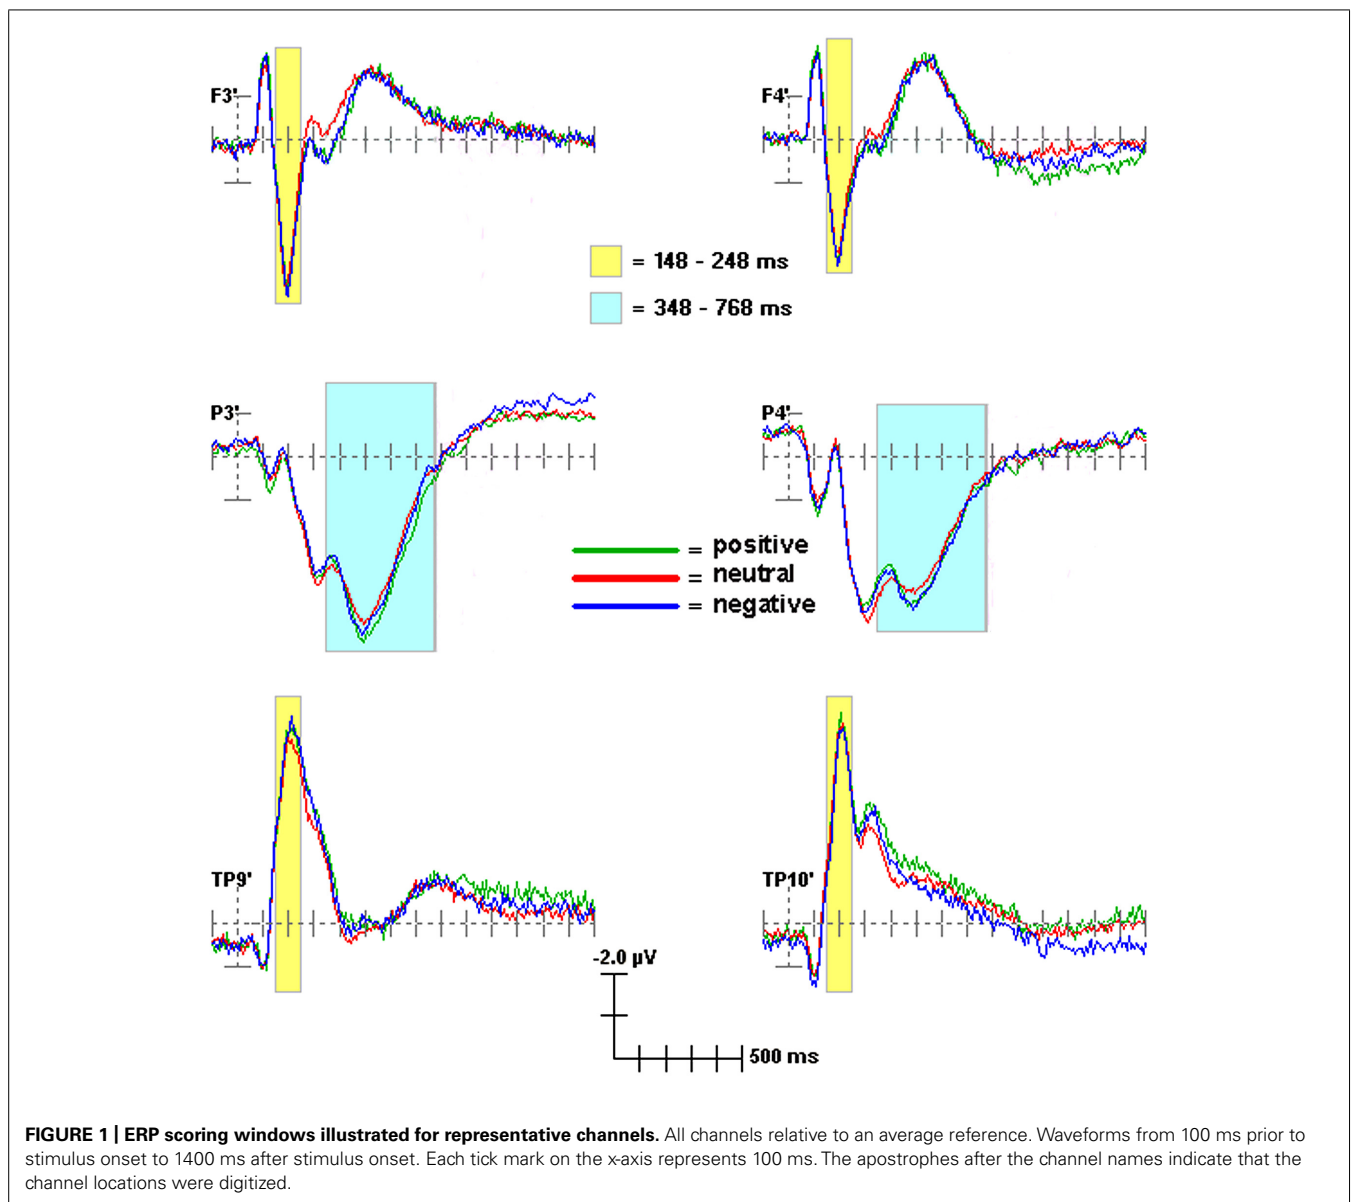 F3'
F4'
= 148 - 248 ms
= 348 - 768 ms
P3'
P4'
= positive
= neutral
= negative
TP9'
TP10'
-2.0 µV
500 ms
FIGURE 1 | ERP scoring windows illustrated for representative channels. All channels relative to an average reference. Waveforms from 100 ms prior to
stimulus onset to 1400 ms after stimulus onset. Each tick mark on the x-axis represents 100 ms. The apostrophes after the channel names indicate that the
channel locations were digitized.